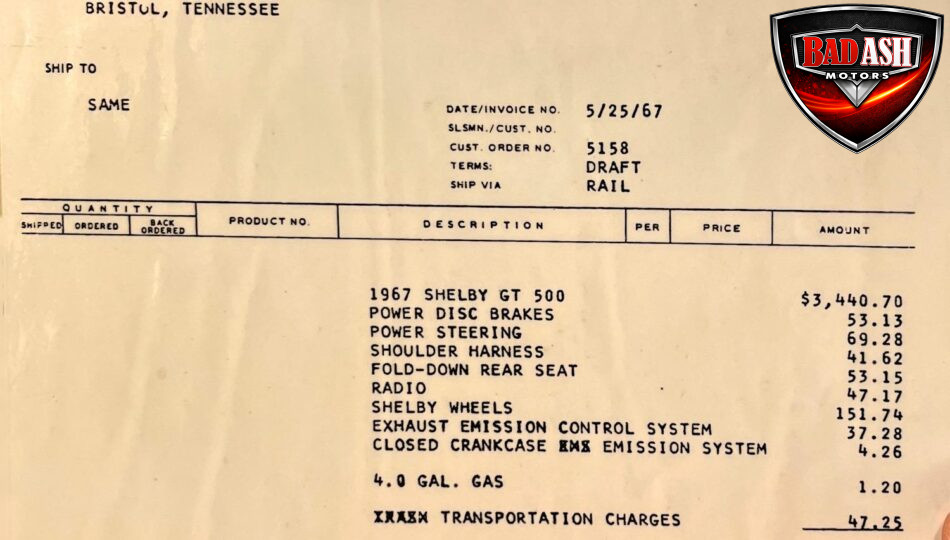 BRISTOL, TENNESSEE
BAD ASH
MOTORS
SHIP TO
SAME
DATE/INVOICE NO. 5/25/67
SLSMN./CUST. NO.
CUST. ORDER NO. 5158
TERMS: DRAFT
SHIP VIA RAIL
QUANTITY
SHIPPED ORDERED BACK ORDERED PRODUCT NO. DESCRIPTION PER PRICE AMOUNT
1967 SHELBY GT 500 $3,440.70
POWER DISC BRAKES 53.13
POWER STEERING 69.28
SHOULDER HARNESS 41.62
FOLD-DOWN REAR SEAT 53.15
RADIO 47.17
SHELBY WHEELS 151.74
EXHAUST EMISSION CONTROL SYSTEM 37.28
CLOSED CRANKCASE EMISSION SYSTEM 4.26
4.0 GAL. GAS 1.20
TRANSPORTATION CHARGES 47.25